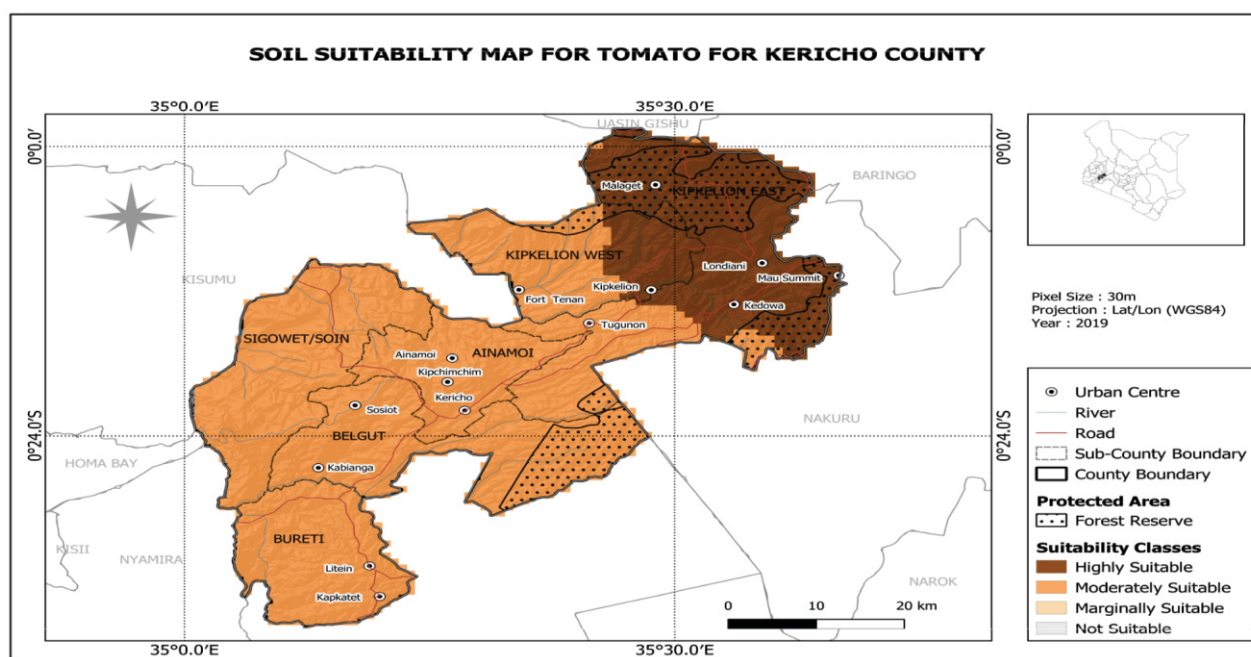 SOIL SUITABILITY MAP FOR TOMATO FOR KERICHO COUNTY
35°0.0'E
35°30.0'E
0°0.0'
0°0.0'
UASIN GISHU
BARINGO
Malaget
KIPKELION EAST
KISUMU
KIPKELION WEST
Londiani
Mau Summit
Fort Tenan
Kipkelion
Kedowa
Tugunon
SIGOWET/SOIN
Ainamoi
AINAMOI
Kipchimchim
Kericho
Sosiot
NAKURU
BELGUT
0°24.0'S
0°24.0'S
HOMA BAY
Kabianga
BURETI
KISII
NYAMIRA
Litein
Kapkatet
NAROK
0
10
20 km
35°0.0'E
35°30.0'E
Pixel Size : 30m
Projection : Lat/Lon (WGS84)
Year : 2019
Urban Centre
River
Road
Sub-County Boundary
County Boundary
Protected Area
Forest Reserve
Suitability Classes
Highly Suitable
Moderately Suitable
Marginally Suitable
Not Suitable